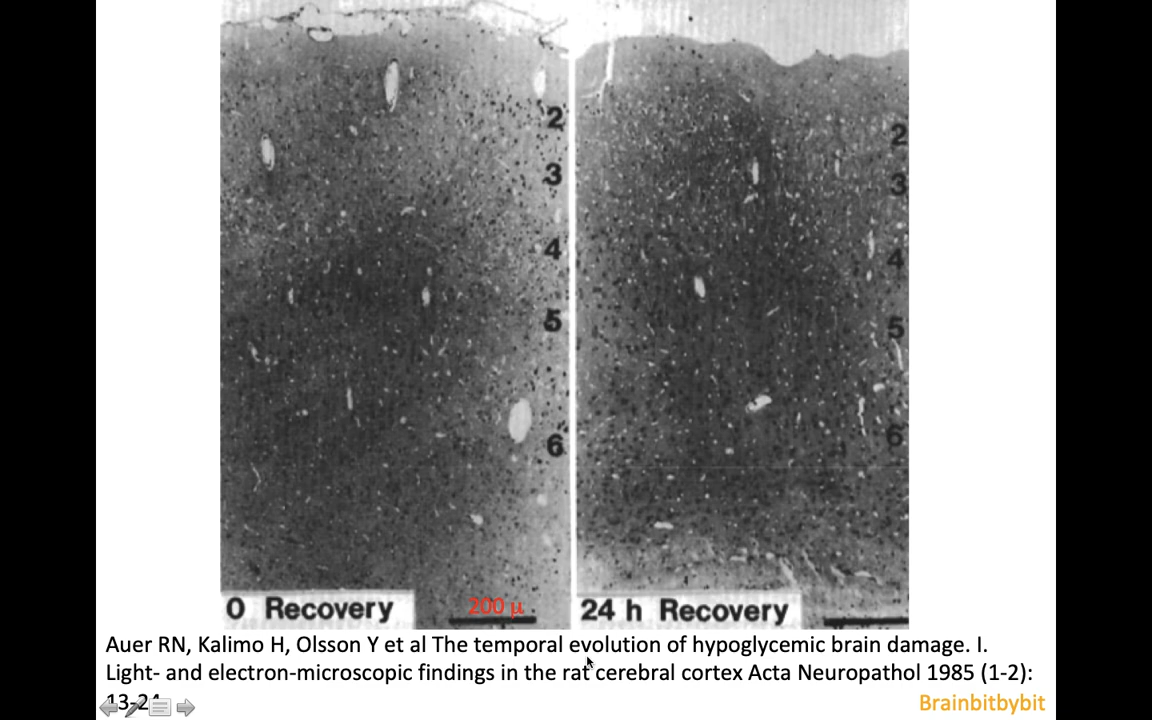 2
3
4
5
6
2
3
4
5
6
0 Recovery
200 µ
24 h Recovery
Auer RN, Kalimo H, Olsson Y et al The temporal evolution of hypoglycemic brain damage. I.
Light- and electron-microscopic findings in the rat cerebral cortex Acta Neuropathol 1985 (1-2):
13-24
Brainbitbybit